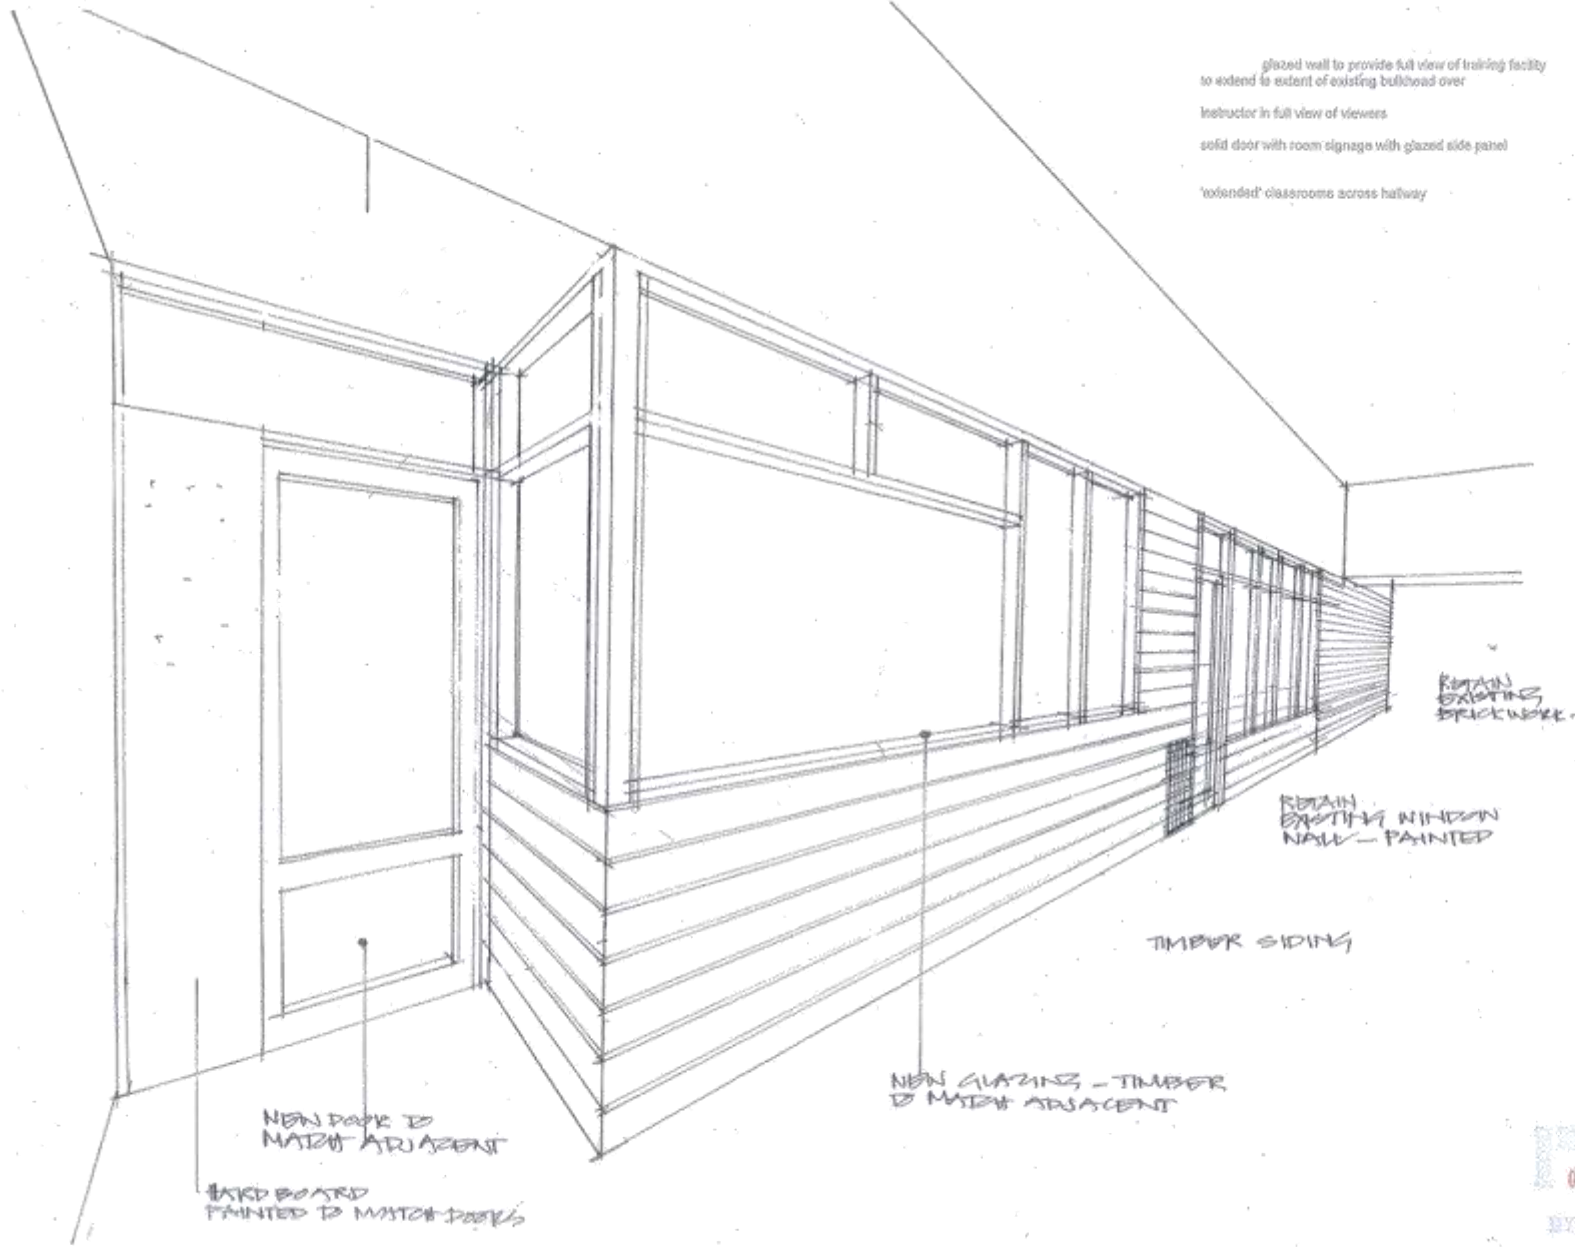 glazed wall to provide full view of training facility
to extend to extent of existing bulkhead over
instructor in full view of viewers
solid door with room signage with glazed side panel
'extended' classrooms across hallway
RETAIN
EXISTING
BRICKWORK.
RETAIN
EXISTING WINDOW
WALL - PAINTED
TIMBER SIDING
NEW GLAZING - TIMBER
TO MATCH ADJACENT
NEW DOOR TO
MATCH ADJACENT
HARDBOARD
PAINTED TO MATCH DOORS
BY